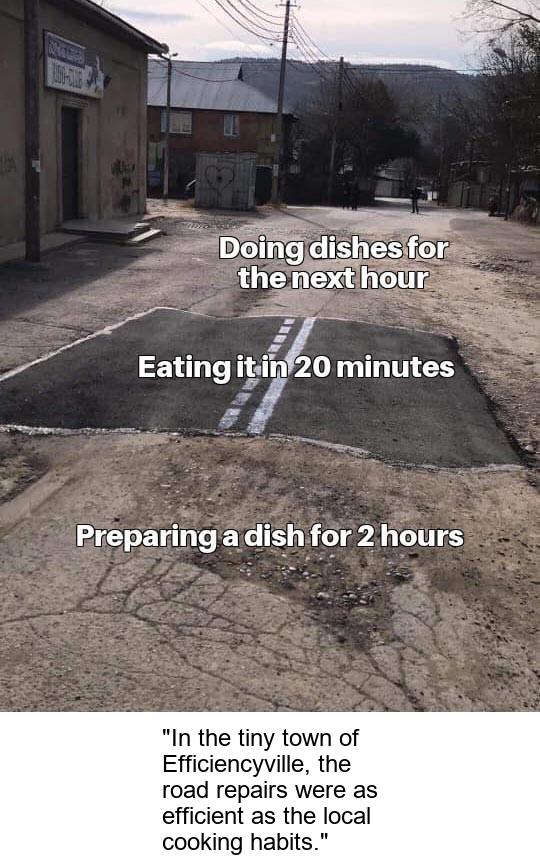 Doing dishes for
the next hour
Eating it in 20 minutes
Preparing a dish for 2 hours
"In the tiny town of
Efficiencyville, the
road repairs were as
efficient as the local
cooking habits."